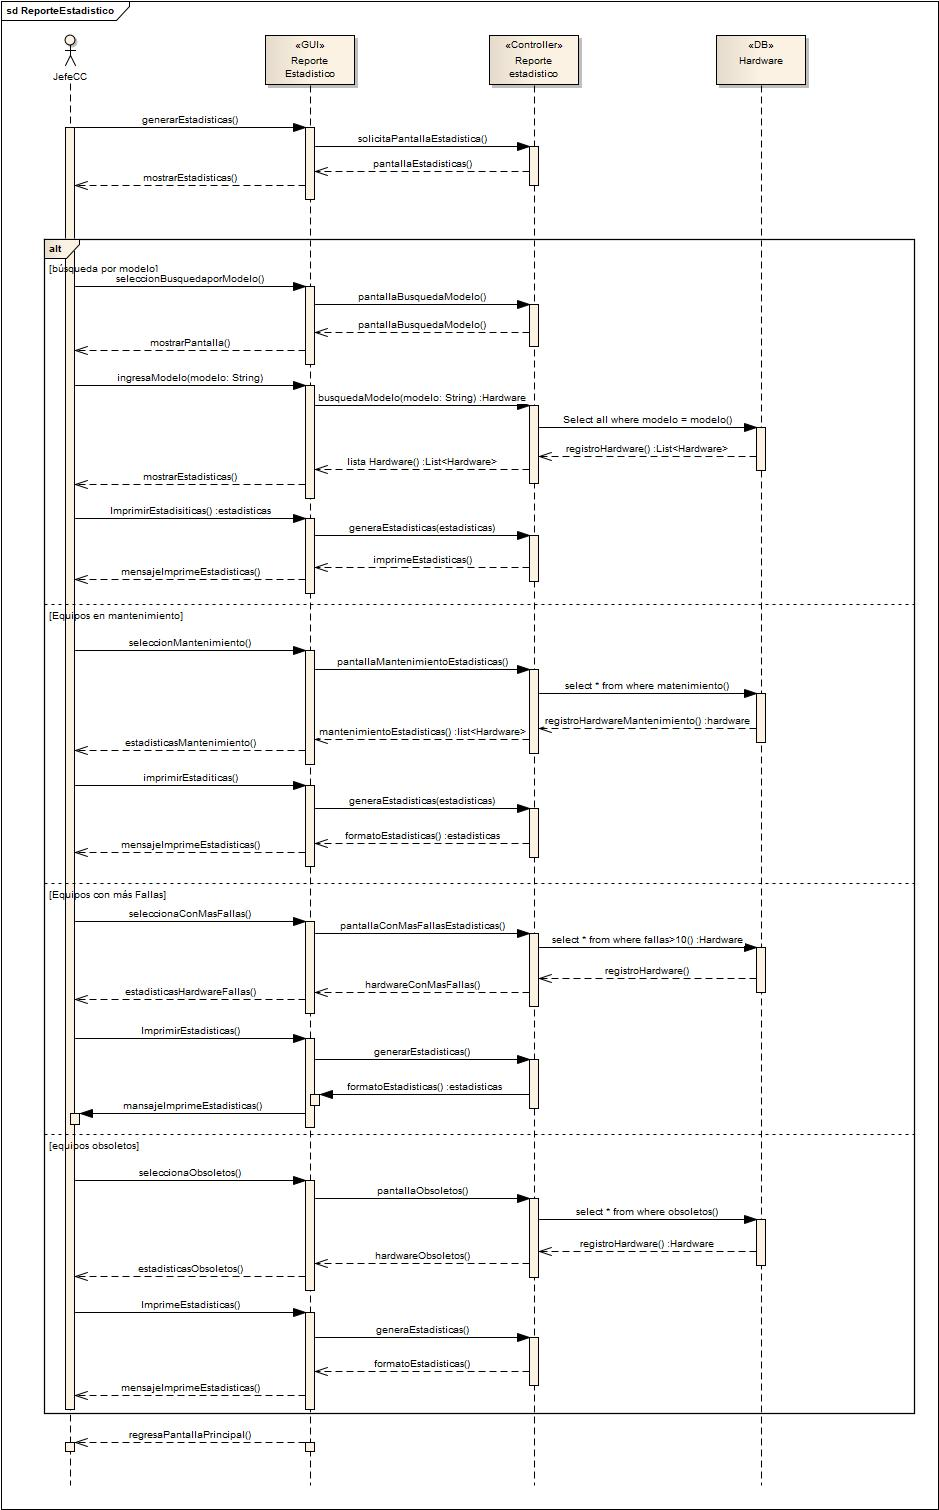 sd ReporteEstadistico
JefeCC
«GUI»
Reporte
Estadistico
«Controller»
Reporte
estadistico
«DB»
Hardware
generarEstadisticas()
solicitaPantallaEstadistica()
pantallaEstadisticas()
mostrarEstadisticas()
alt
[búsqueda por modelo]
seleccionBusquedaporModelo()
pantallaBusquedaModelo()
pantallaBusquedaModelo()
mostrarPantalla()
ingresaModelo(modelo: String)
busquedaModelo(modelo: String) :Hardware
Select all where modelo = modelo()
registroHardware() :List<Hardware>
lista Hardware() :List<Hardware>
mostrarEstadisticas()
ImprimirEstadisiticas() :estadisticas
generaEstadisticas(estadisticas)
imprimeEstadisticas()
mensajeImprimeEstadisticas()
[Equipos en mantenimiento]
seleccionMantenimiento()
pantallaMantenimientoEstadisticas()
select * from where matenimiento()
registroHardwareMantenimiento() :hardware
mantenimientoEstadisticas() :list<Hardware>
estadisticasMantenimiento()
imprimirEstaditicas()
generaEstadisticas(estadisticas)
formatoEstadisticas() :estadisticas
mensajeImprimeEstadisticas()
[Equipos con más Fallas]
seleccionaConMasFallas()
pantallaConMasFallasEstadisticas()
select * from where fallas>10() :Hardware
registroHardware()
hardwareConMasFallas()
estadisticasHardwareFallas()
ImprimirEstadisticas()
generarEstadisticas()
formatoEstadisticas() :estadisticas
mansajeImprimeEstadisticas()
[equipos obsoletos]
seleccionaObsoletos()
pantallaObsoletos()
select * from where obsoletos()
registroHardware() :Hardware
hardwareObsoletos()
estadisticasObsoletos()
ImprimeEstadisticas()
generaEstadisticas()
formatoEstadisticas()
mensajeImprimeEstadisticas()
regresaPantallaPrincipal()